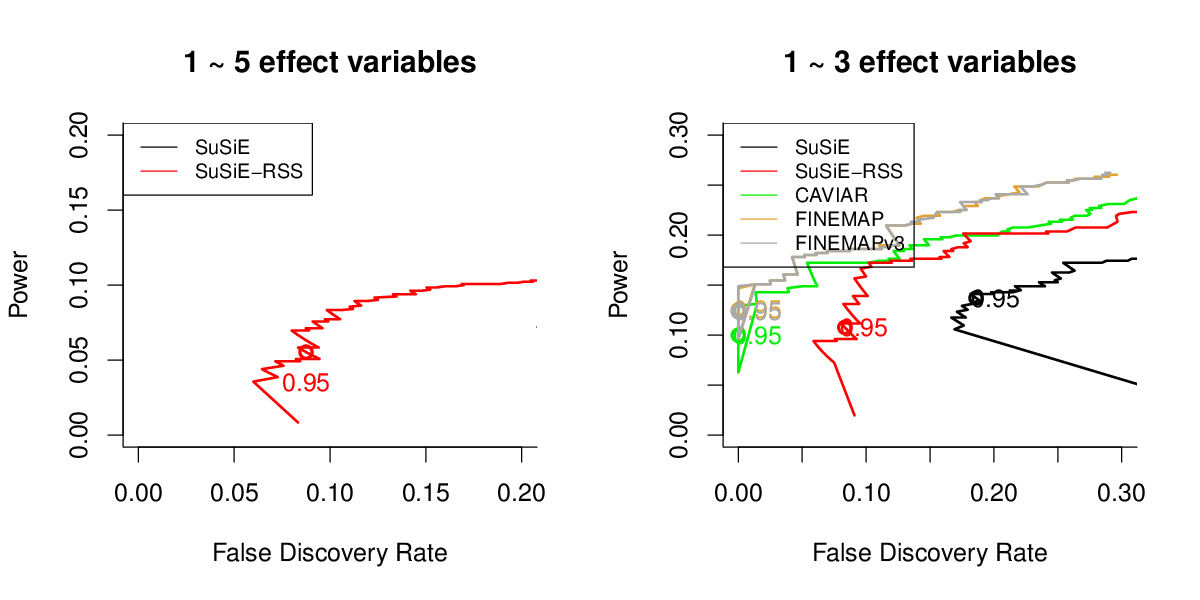 1 ~ 5 effect variables
SuSiE
SuSiE−RSS
0.95
0.00 0.05 0.10 0.15 0.20
Power
0.00 0.05 0.10 0.15 0.20
False Discovery Rate
1 ~ 3 effect variables
SuSiE
SuSiE−RSS
CAVIAR
FINEMAP
FINEMAPv3
0.95
0.95
0.95
0.95
0.95
0.00 0.10 0.20 0.30
Power
0.00 0.10 0.20 0.30
False Discovery Rate